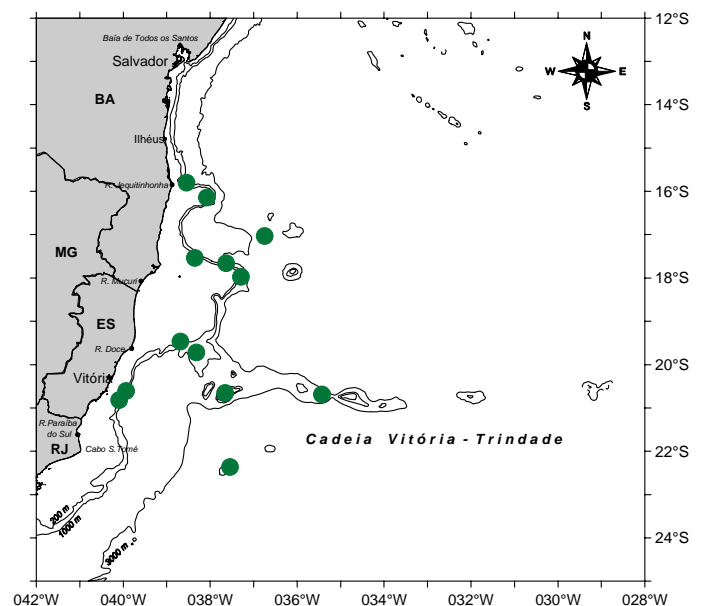 12°S
Baía de Todos os Santos
N
Salvador
W
E
S
BA
14°S
Ilhéus
R. Jequitinhonha
16°S
MG
R. Mucuri
18°S
ES
R. Doce
20°S
Vitória
R.Paraíba
do Sul
Cadeia Vitória - Trindade
RJ
Cabo S.Tomé
22°S
200 m
1000 m
3000 m
24°S
042°W 040°W 038°W 036°W 034°W 032°W 030°W 028°W